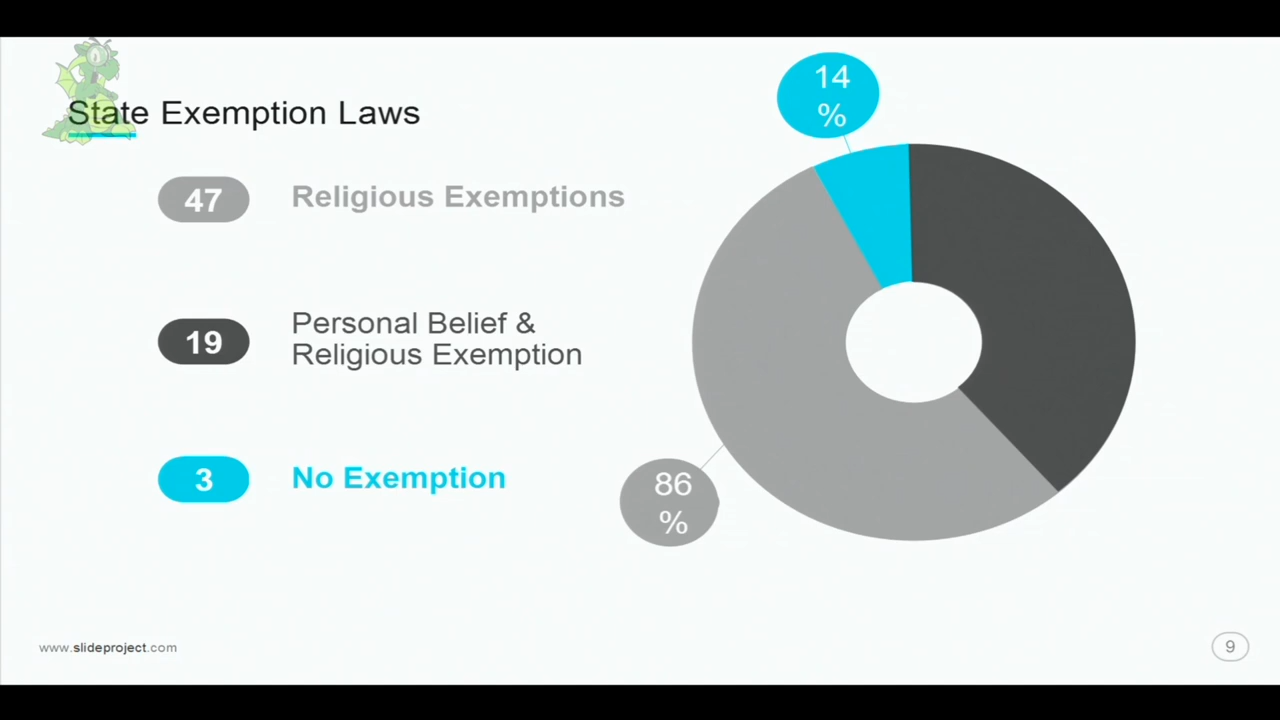 State Exemption Laws
47
Religious Exemptions
19
Personal Belief &
Religious Exemption
3
No Exemption
14
%
86
%
www.slideproject.com
9